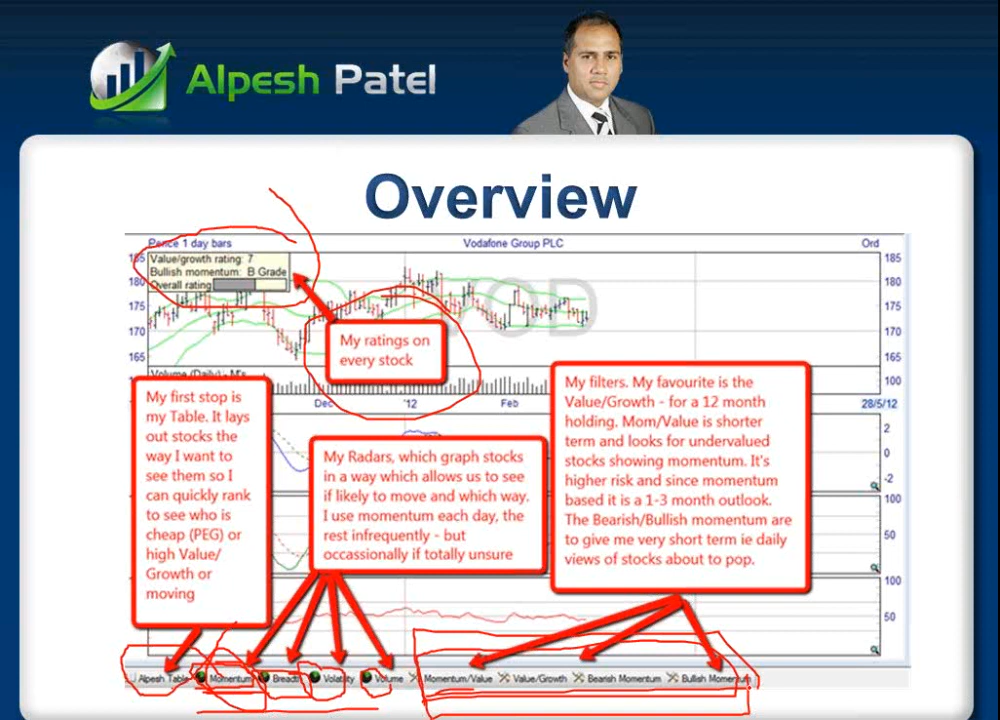 Alpesh Patel
Overview
Pence 1 day bars
Vodafone Group PLC
Ord
185
180
175
170
165
Value/growth rating: 7
Bullish momentum: B Grade
Overall rating
VOD
185
180
175
170
165
My ratings on
every stock
Volume (Daily) - M's
100
Dec
'12
Feb
28/5/12
My first stop is
my Table. It lays
out stocks the
way I want to
see them so I
can quickly rank
to see who is
cheap (PEG) or
high Value/
Growth or
moving
My Radars, which graph stocks
in a way which allows us to see
if likely to move and which way.
I use momentum each day, the
rest infrequently - but
occassionally if totally unsure
My filters. My favourite is the
Value/Growth - for a 12 month
holding. Mom/Value is shorter
term and looks for undervalued
stocks showing momentum. It's
higher risk and since momentum
based it is a 1-3 month outlook.
The Bearish/Bullish momentum are
to give me very short term ie daily
views of stocks about to pop.
2
0
-2
100
50
100
50
Alpesh Table
Momentum
Breadth
Volatility
Volume
Momentum/Value
Value/Growth
Bearish Momentum
Bullish Momentum